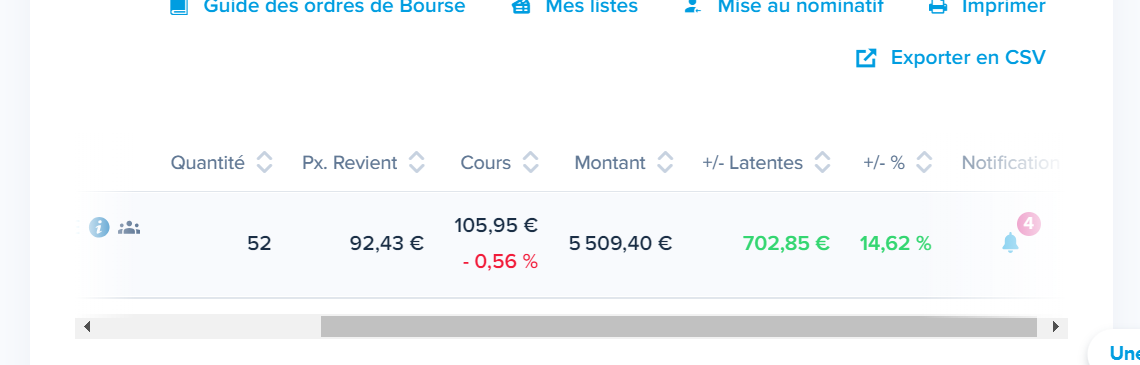 Guide des ordres de Bourse Mes listes Mise au nominatif Imprimer
Exporter en CSV
Quantité Px. Revient Cours Montant +/- Latentes +/- % Notification
105,95 € 4
52 92,43 € 5 509,40 € 702,85 € 14,62 %
- 0,56 %
Une